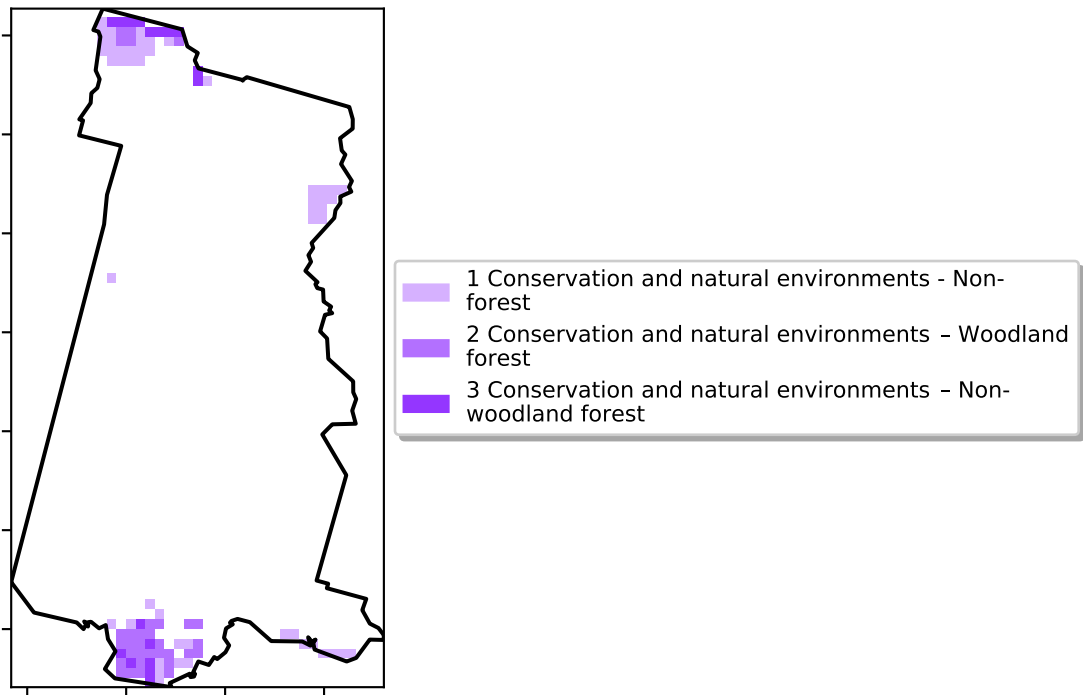 1 Conservation and natural environments - Non-
forest
2 Conservation and natural environments – Woodland
forest
3 Conservation and natural environments – Non-
woodland forest